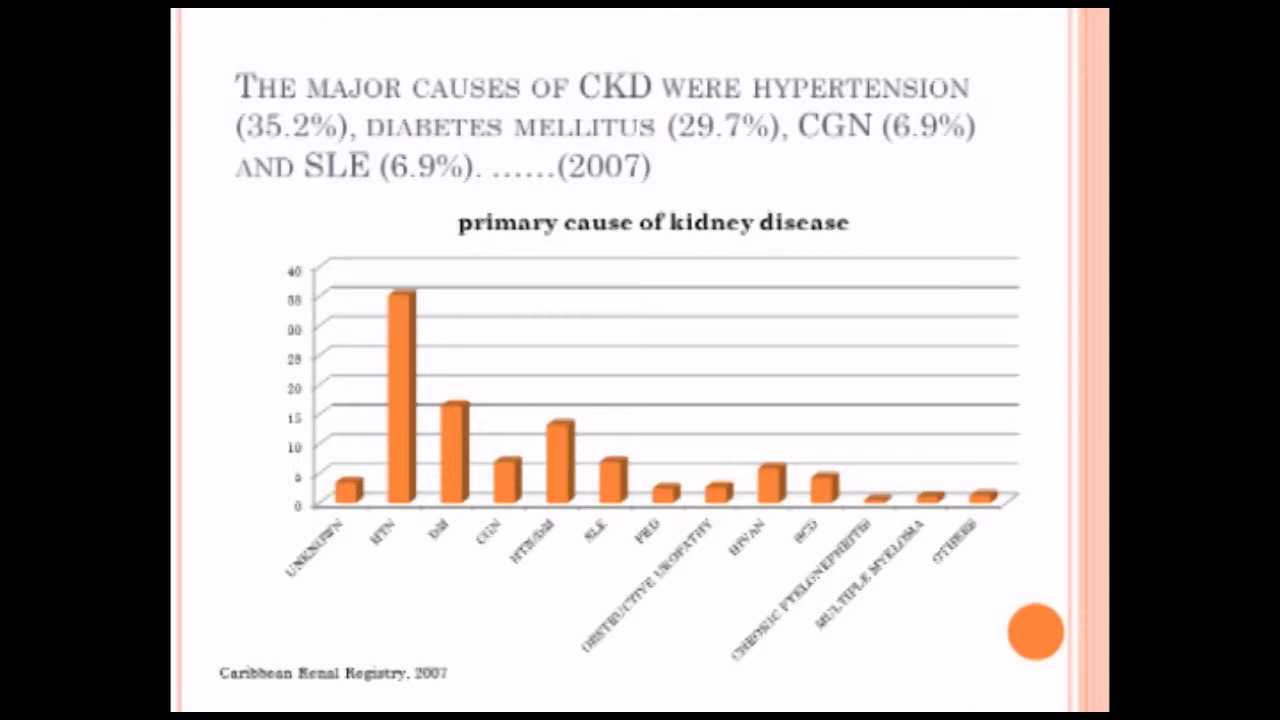 THE MAJOR CAUSES OF CKD WERE HYPERTENSION
(35.2%), DIABETES MELLITUS (29.7%), CGN (6.9%)
AND SLE (6.9%). ......(2007)
primary cause of kidney disease
40
35
30
25
20
15
10
5
0
UNKNOWN
HTN
DM
CGN
HTN/DM
SLE
OBSTRUCTIVE UROPATHY
HIVAN
CHRONIC PYELONEPHRITIS
MULTIPLE MYELOMA
OTHERS
Caribbean Renal Registry, 2007